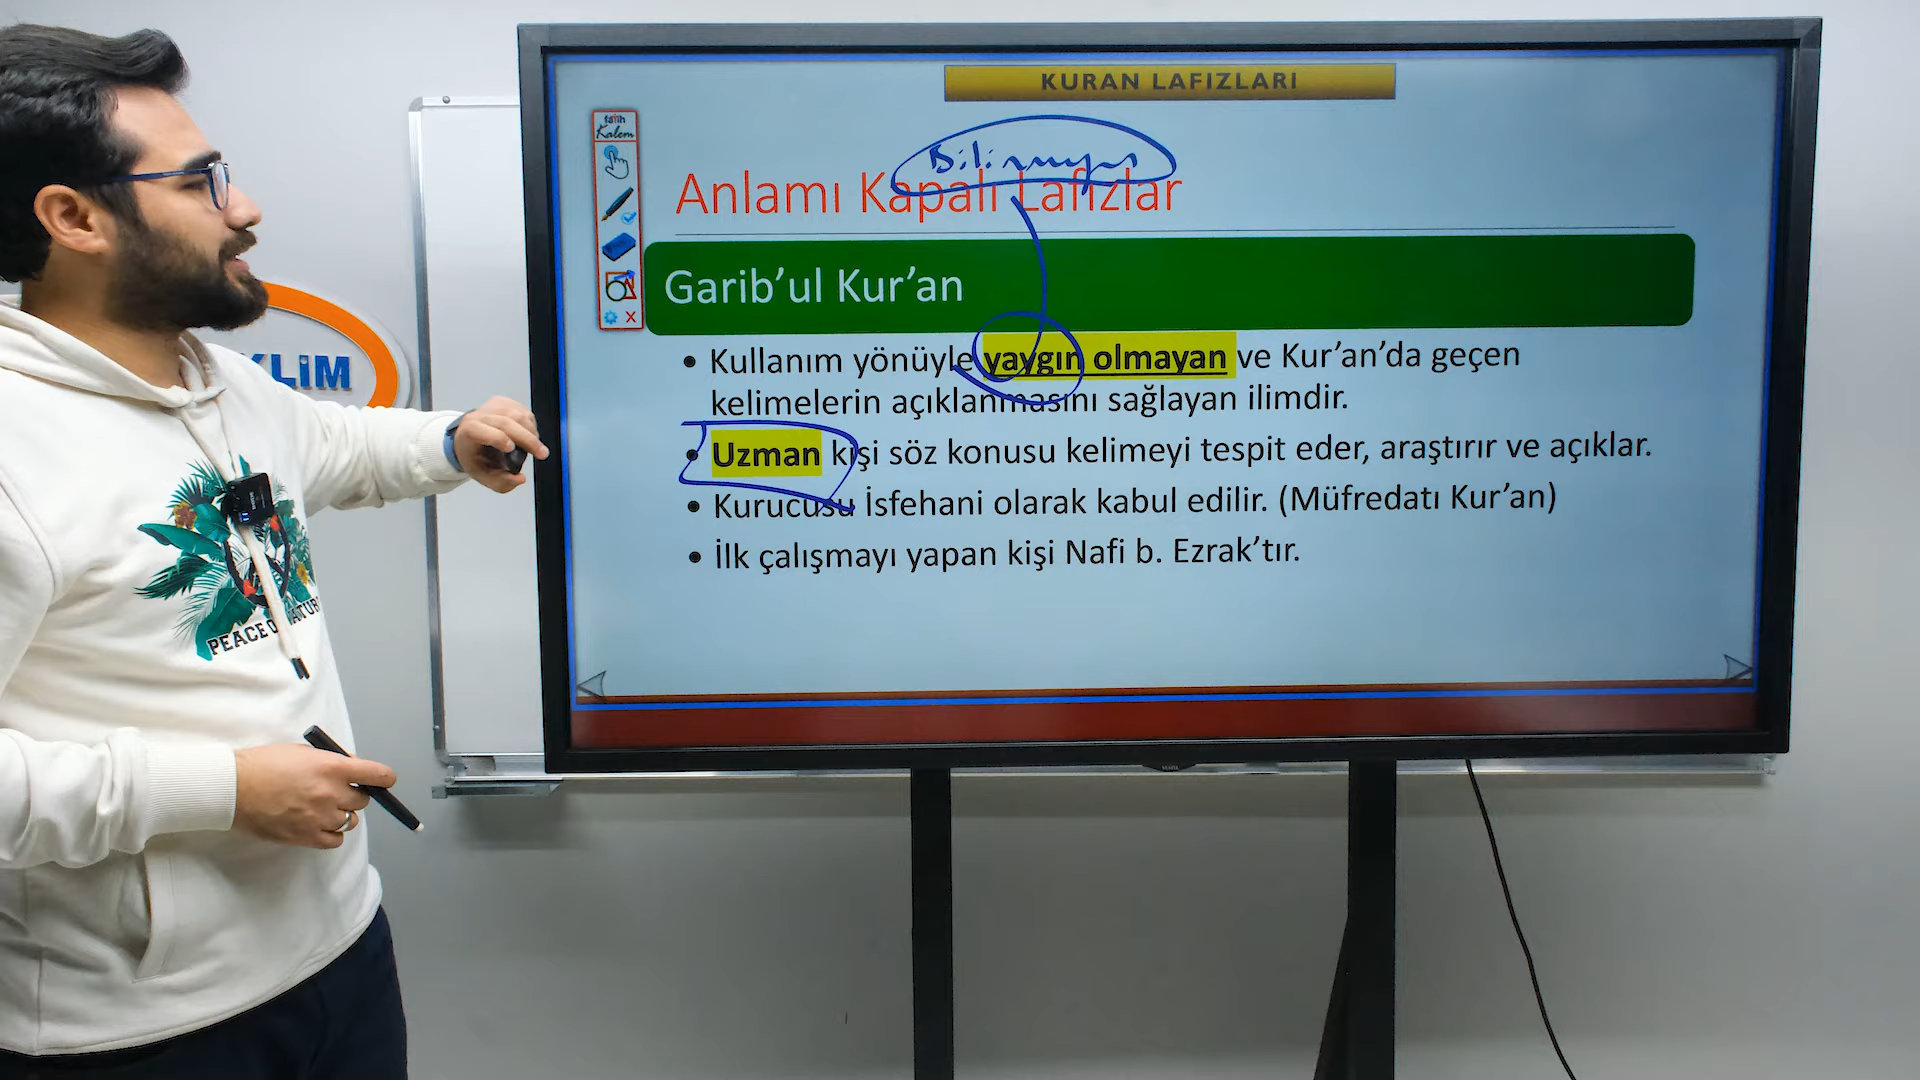 KURAN LAFIZLARI
fatih
Kalem
Anlamı Kapalı Lafızlar
Garib’ul Kur’an
• Kullanım yönüyle yaygın olmayan ve Kur’an’da geçen
kelimelerin açıklanmasını sağlayan ilimdir.
• Uzman kişi söz konusu kelimeyi tespit eder, araştırır ve açıklar.
• Kurucusu İsfehani olarak kabul edilir. (Müfredatı Kur’an)
• İlk çalışmayı yapan kişi Nafi b. Ezrak’tır.
KLİM
PEACE O NATUR